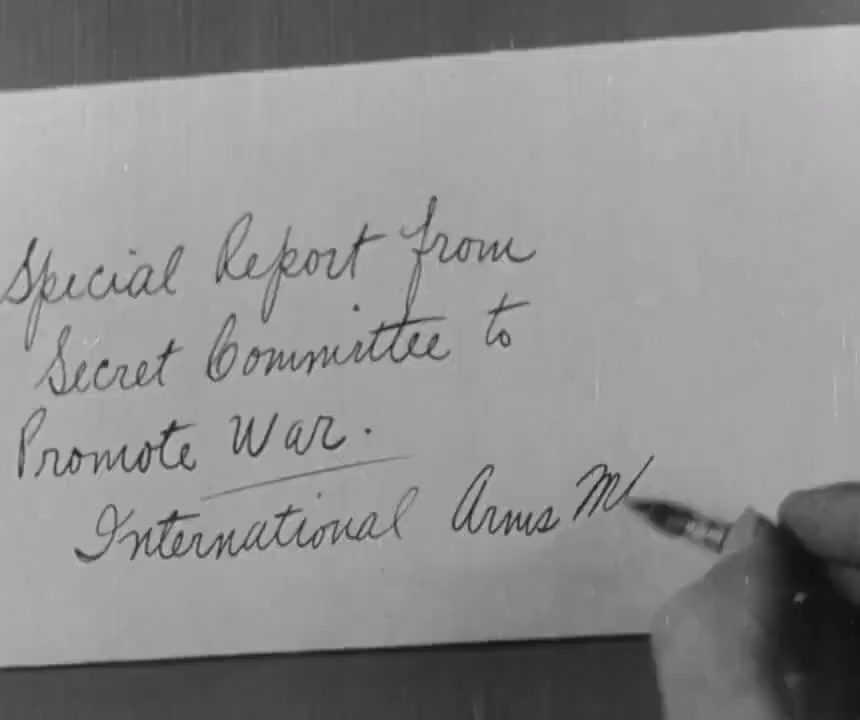 Special Report from
Secret Committee to
Promote War.
International Arms M